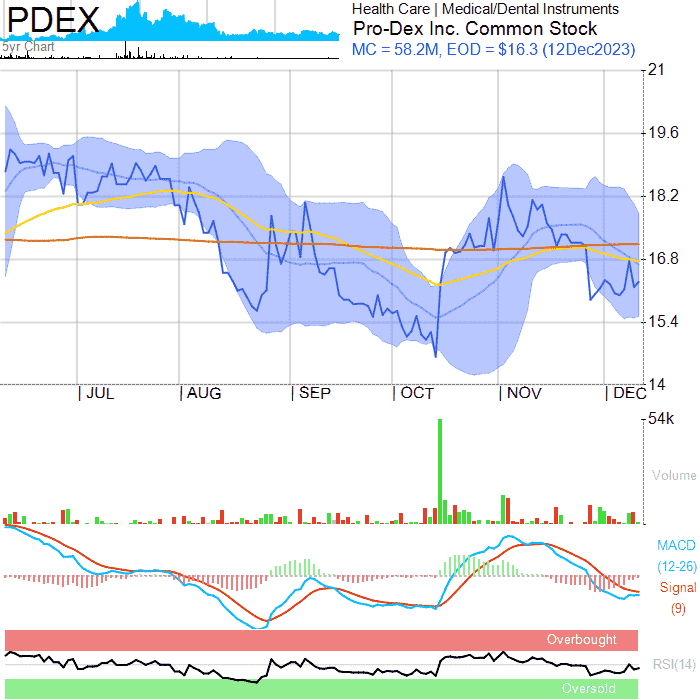 PDEX
5yr Chart
Health Care | Medical/Dental Instruments
Pro-Dex Inc. Common Stock
MC = 58.2M, EOD = $16.3 (12Dec2023)
21
19.6
18.2
16.8
15.4
14
JUL AUG SEP OCT NOV DEC
54k
Volume
MACD
(12-26)
Signal
(9)
Overbought
RSI(14)
Oversold